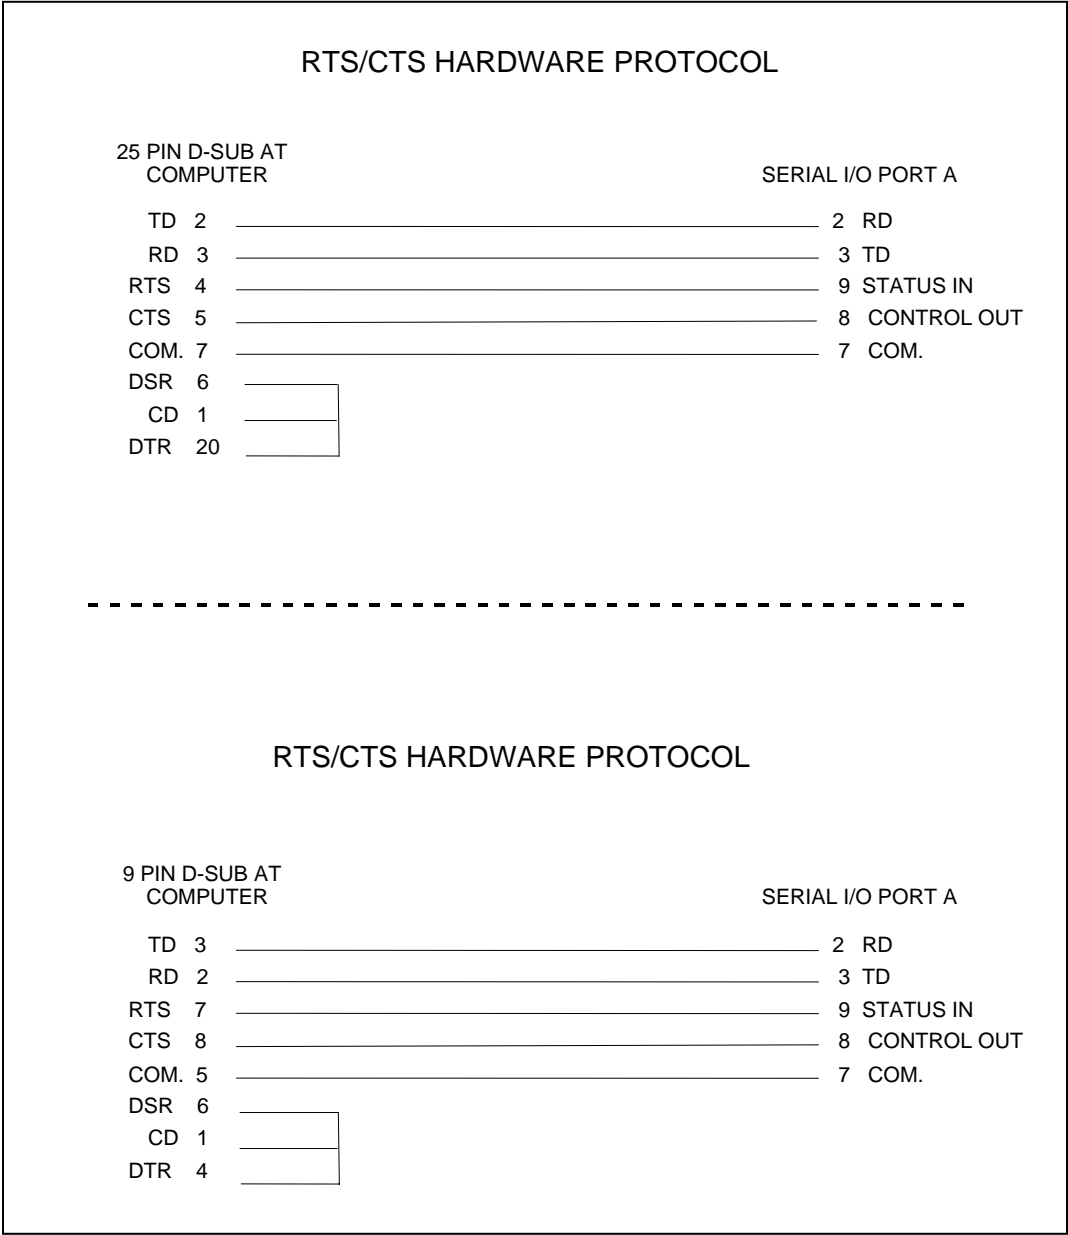 RTS/CTS HARDWARE PROTOCOL
25 PIN D-SUB AT
COMPUTER
SERIAL I/O PORT A
TD 2 2 RD
RD 3 3 TD
RTS 4 9 STATUS IN
CTS 5 8 CONTROL OUT
COM. 7 7 COM.
DSR 6
CD 1
DTR 20
RTS/CTS HARDWARE PROTOCOL
9 PIN D-SUB AT
COMPUTER
SERIAL I/O PORT A
TD 3 2 RD
RD 2 3 TD
RTS 7 9 STATUS IN
CTS 8 8 CONTROL OUT
COM. 5 7 COM.
DSR 6
CD 1
DTR 4